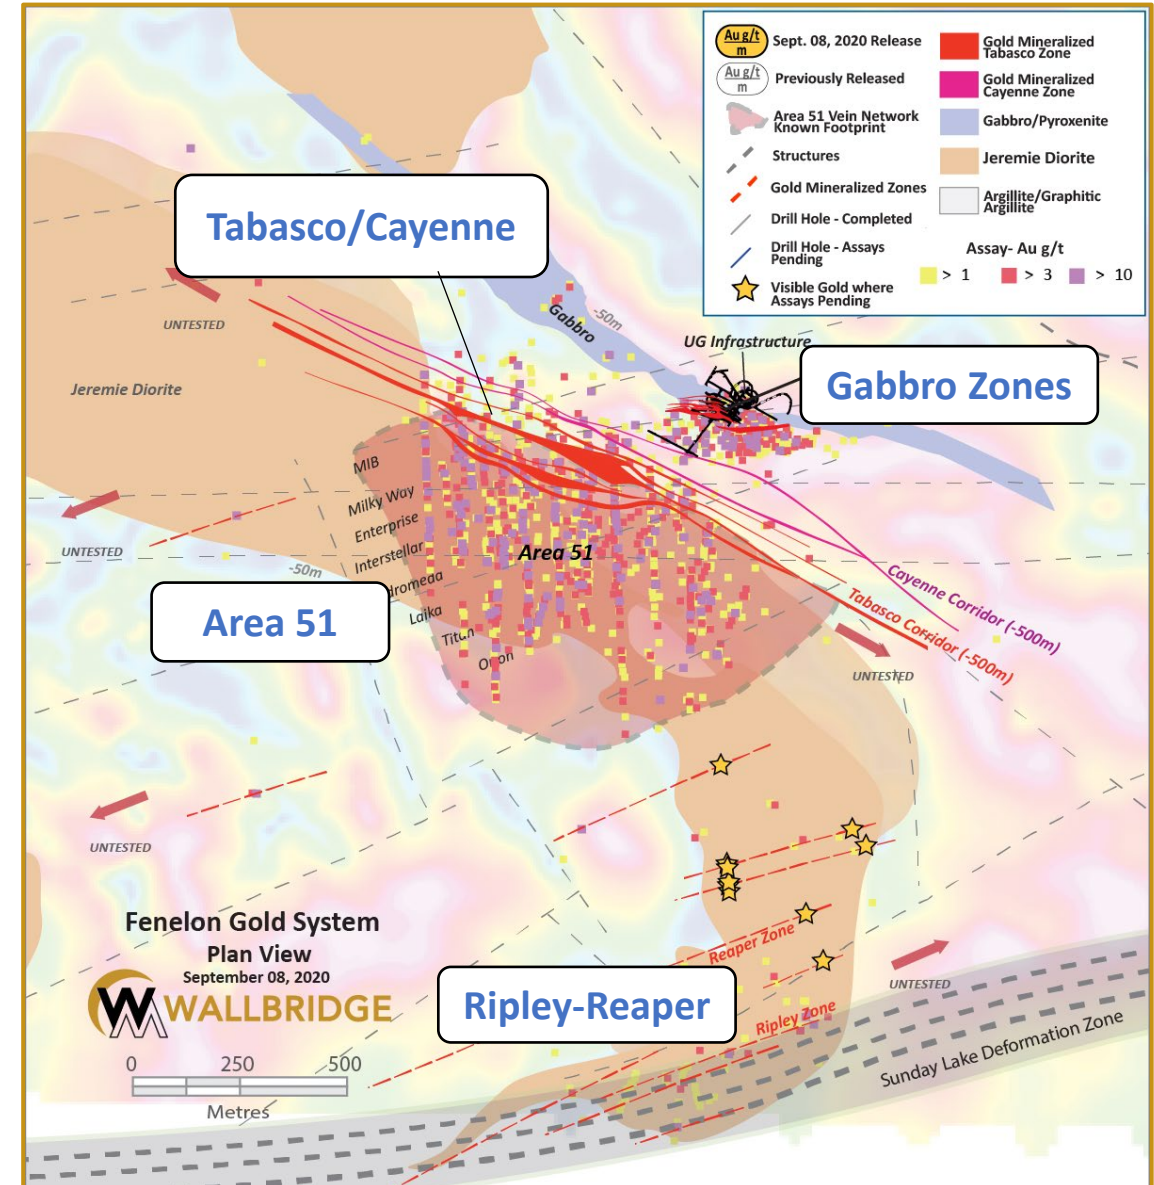 Au g/t
m
Sept. 08, 2020 Release
Au g/t
m
Previously Released
Area 51 Vein Network
Known Footprint
Structures
Gold Mineralized Zones
Drill Hole - Completed
Drill Hole - Assays
Pending
Visible Gold where
Assays Pending
Gold Mineralized
Tabasco Zone
Gold Mineralized
Cayenne Zone
Gabbro/Pyroxenite
Jeremie Diorite
Argillite/Graphitic
Argillite
Assay- Au g/t
> 1
> 3
> 10
Tabasco/Cayenne
UNTESTED
Gabbro
-50m
UG Infrastructure
Gabbro Zones
Jeremie Diorite
MIB
Milky Way
Enterprise
Interstellar
dromeda
Laika
Titan
Orion
Area 51
UNTESTED
-50m
Area 51
Cayenne Corridor (-500m)
Tabasco Corridor (-500m)
UNTESTED
UNTESTED
Fenelon Gold System
Plan View
September 08, 2020
WALLBRIDGE
0 250 500
Metres
Reaper Zone
Ripley-Reaper
Ripley Zone
UNTESTED
Sunday Lake Deformation Zone